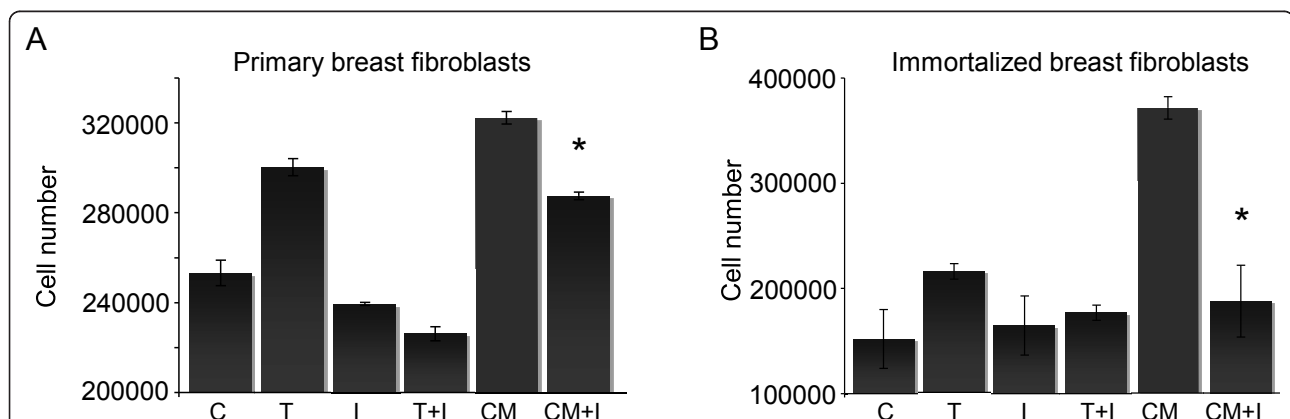 A
Primary breast fibroblasts
Cell number
320000
280000
240000
200000
C T I T+I CM CM+I
*
B
Immortalized breast fibroblasts
Cell number
400000
300000
200000
100000
C T I T+I CM CM+I
*